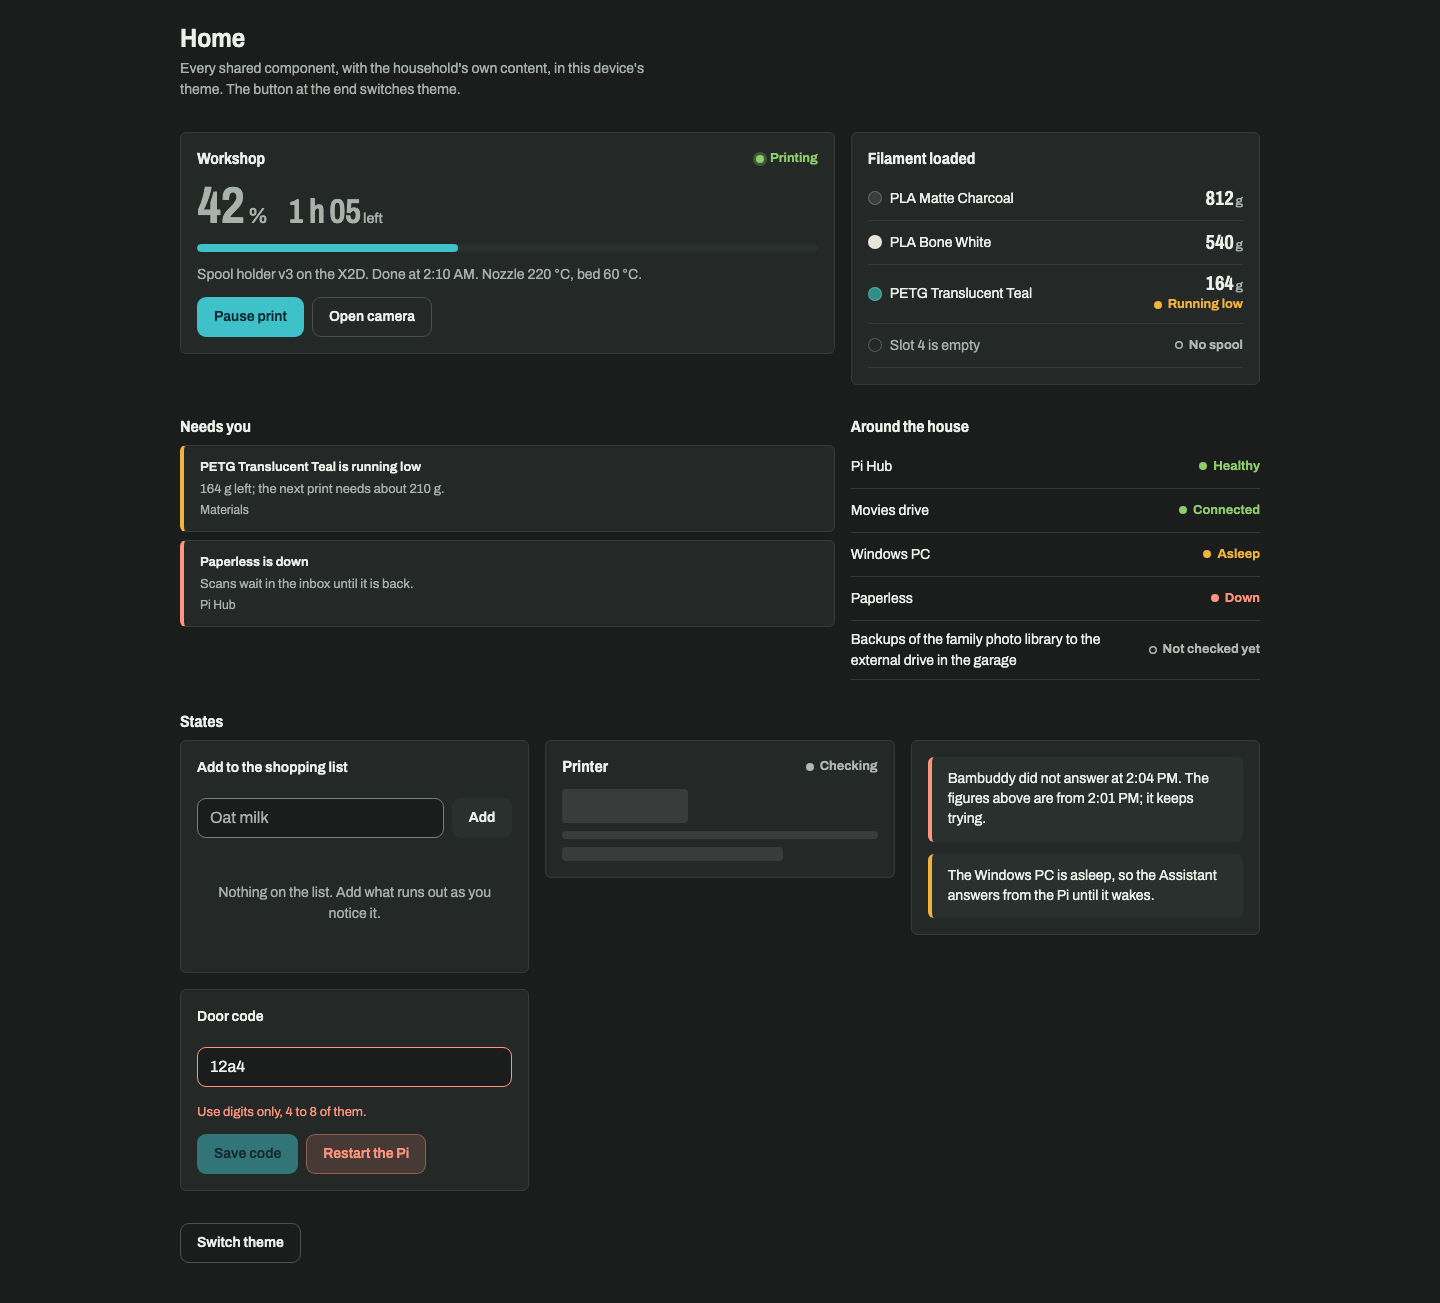 Home
Every shared component, with the household's own content, in this device's
theme. The button at the end switches theme.
Workshop
Printing
42 %
1 h 05 left
Spool holder v3 on the X2D. Done at 2:10 AM. Nozzle 220 °C, bed 60 °C.
Pause print
Open camera
Filament loaded
PLA Matte Charcoal
812 g
PLA Bone White
540 g
PETG Translucent Teal
164 g
Running low
Slot 4 is empty
No spool
Needs you
PETG Translucent Teal is running low
164 g left; the next print needs about 210 g.
Materials
Paperless is down
Scans wait in the inbox until it is back.
Pi Hub
Around the house
Pi Hub
Healthy
Movies drive
Connected
Windows PC
Asleep
Paperless
Down
Backups of the family photo library to the
external drive in the garage
Not checked yet
States
Add to the shopping list
Oat milk
Add
Nothing on the list. Add what runs out as you
notice it.
Printer
Checking
Bambuddy did not answer at 2:04 PM. The
figures above are from 2:01 PM; it keeps
trying.
The Windows PC is asleep, so the Assistant
answers from the Pi until it wakes.
Door code
12a4
Use digits only, 4 to 8 of them.
Save code
Restart the Pi
Switch theme